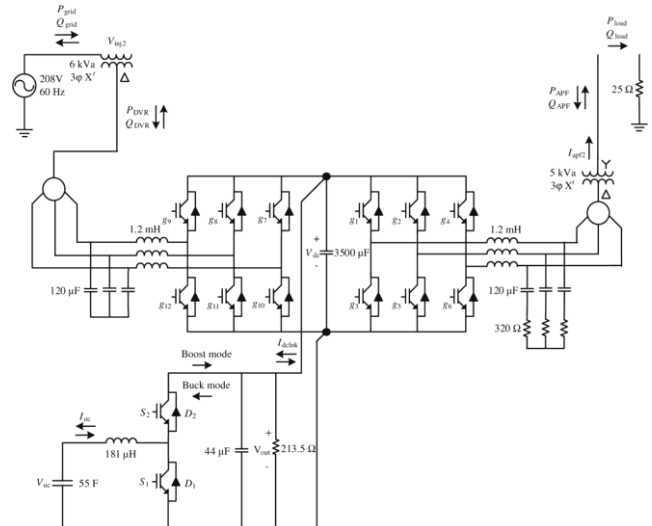 P_grid
Q_grid
V_inj2
6 kVa
3φ X^r
Δ
208V
60 Hz
P_DVR
Q_DVR
P_load
Q_load
25 Ω
P_APF
Q_APF
I_apf2
Y
5 kVa
3φ X^r
Δ
g9
g8
g7
g1
g2
g4
1.2 mH
1.2 mH
+
V_dc
-
3500 μF
120 μF
g12
g11
g10
g3
g5
g6
120 μF
320 Ω
I_dclnk
Boost mode
Buck mode
S2
D2
I_uc
181 μH
44 μF
+
V_out
-
213.5 Ω
V_uc
55 F
S1
D1